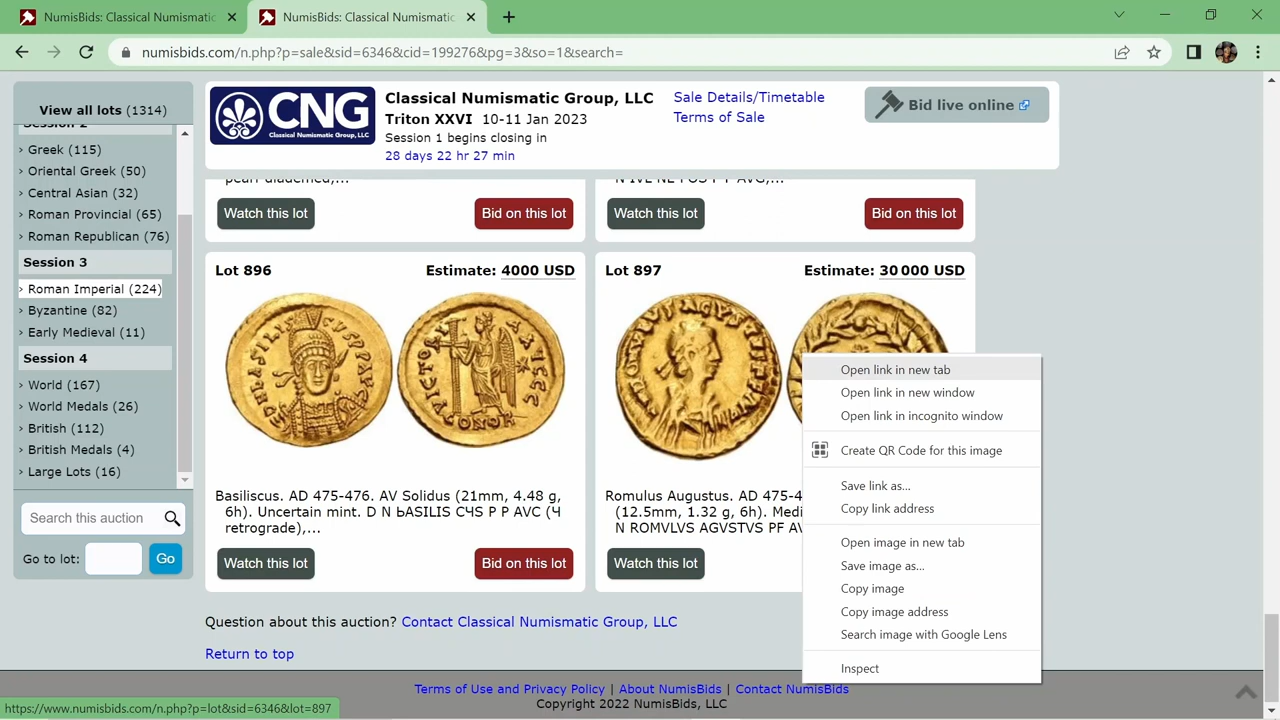 NumisBids: Classical Numismatic
NumisBids: Classical Numismatic
numisbids.com/n.php?p=sale&sid=6346&cid=199276&pg=3&so=1&search=
View all lots (1314)
› Greek (115)
› Oriental Greek (50)
› Central Asian (32)
› Roman Provincial (65)
› Roman Republican (76)
Session 3
› Roman Imperial (224)
› Byzantine (82)
› Early Medieval (11)
Session 4
› World (167)
› World Medals (26)
› British (112)
› British Medals (4)
› Large Lots (16)
Search this auction
Go to lot:
Go
CNG
Classical Numismatic Group, LLC
Classical Numismatic Group, LLC
Triton XXVI 10-11 Jan 2023
Session 1 begins closing in
28 days 22 hr 27 min
Sale Details/Timetable
Terms of Sale
Bid live online
Watch this lot
Bid on this lot
Watch this lot
Bid on this lot
Lot 896
Estimate: 4000 USD
Basiliscus. AD 475-476. AV Solidus (21mm, 4.48 g,
6h). Uncertain mint. D N ЬASILIS CЧS P P AVC (Ч
retrograde),...
Watch this lot
Bid on this lot
Lot 897
Estimate: 30 000 USD
Romulus Augustus. AD 475-4
(12.5mm, 1.32 g, 6h). Medi
N ROMVLVS AGVSTVS PF AV
Watch this lot
Open link in new tab
Open link in new window
Open link in incognito window
Create QR Code for this image
Save link as...
Copy link address
Open image in new tab
Save image as...
Copy image
Copy image address
Search image with Google Lens
Inspect
Question about this auction? Contact Classical Numismatic Group, LLC
Return to top
Terms of Use and Privacy Policy | About NumisBids | Contact NumisBids
Copyright 2022 NumisBids, LLC
https://www.numisbids.com/n.php?p=lot&sid=6346&lot=897